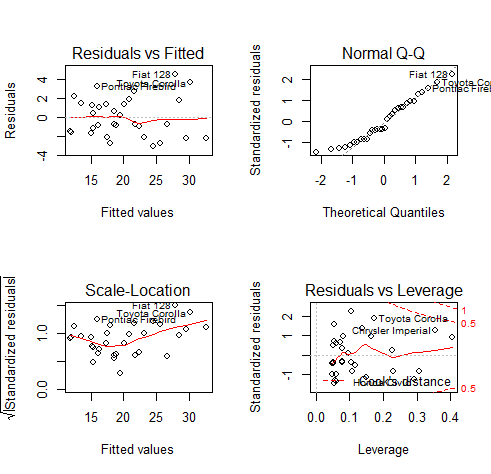 Residuals vs Fitted
Residuals
4
2
0
-4
Fiat 128
Toyota Corolla
Pontiac Firebird
15 20 25 30
Fitted values
Normal Q-Q
Standardized residuals
2
1
-1
Fiat 128
Toyota Co
Pontiac Fireb
-2 -1 0 1 2
Theoretical Quantiles
Scale-Location
√|Standardized residuals|
1.0
0.0
Fiat 128
Toyota Corolla
Pontiac Firebird
15 20 25 30
Fitted values
Residuals vs Leverage
Standardized residuals
2
1
-1
Toyota Corolla
Chrysler Imperial
Cook's distance
1
0.5
0.5
0.0 0.1 0.2 0.3 0.4
Leverage